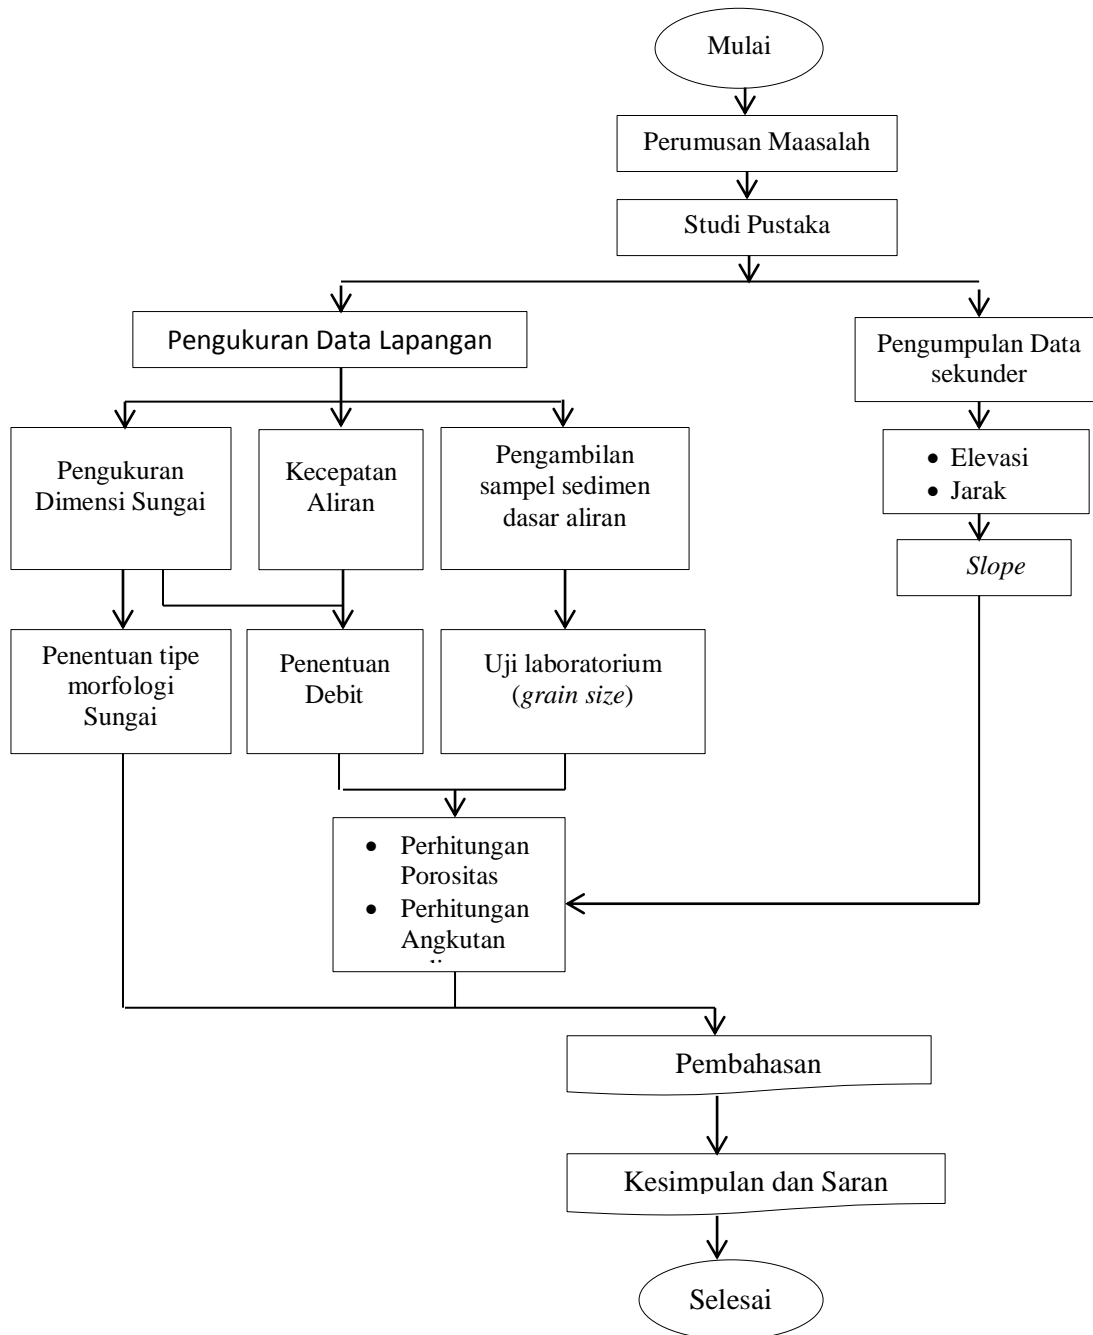 Mulai
Perumusan Maasalah
Studi Pustaka
Pengukuran Data Lapangan
Pengumpulan Data
sekunder
Pengukuran
Dimensi Sungai
Kecepatan
Aliran
Pengambilan
sampel sedimen
dasar aliran
• Elevasi
• Jarak
Slope
Penentuan tipe
morfologi
Sungai
Penentuan
Debit
Uji laboratorium
(grain size)
• Perhitungan
Porositas
• Perhitungan
Angkutan
Pembahasan
Kesimpulan dan Saran
Selesai